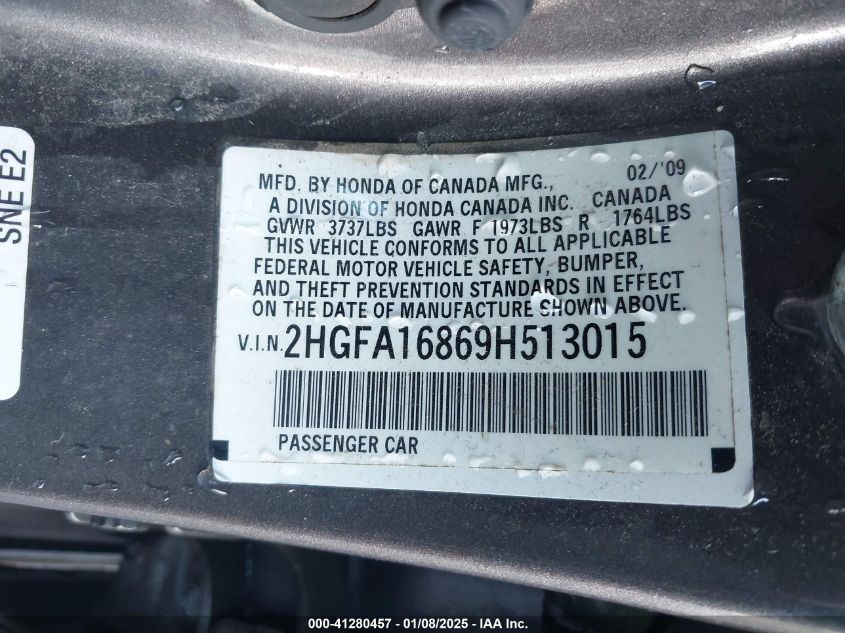 SNE E2
MFD. BY HONDA OF CANADA MFG., 02/'09
A DIVISION OF HONDA CANADA INC. CANADA
GVWR 3737LBS GAWR F 1973LBS R 1764LBS
THIS VEHICLE CONFORMS TO ALL APPLICABLE
FEDERAL MOTOR VEHICLE SAFETY, BUMPER,
AND THEFT PREVENTION STANDARDS IN EFFECT
ON THE DATE OF MANUFACTURE SHOWN ABOVE.
V.I.N. 2HGFA16869H513015
PASSENGER CAR
000-41280457 - 01/08/2025 - IAA Inc.